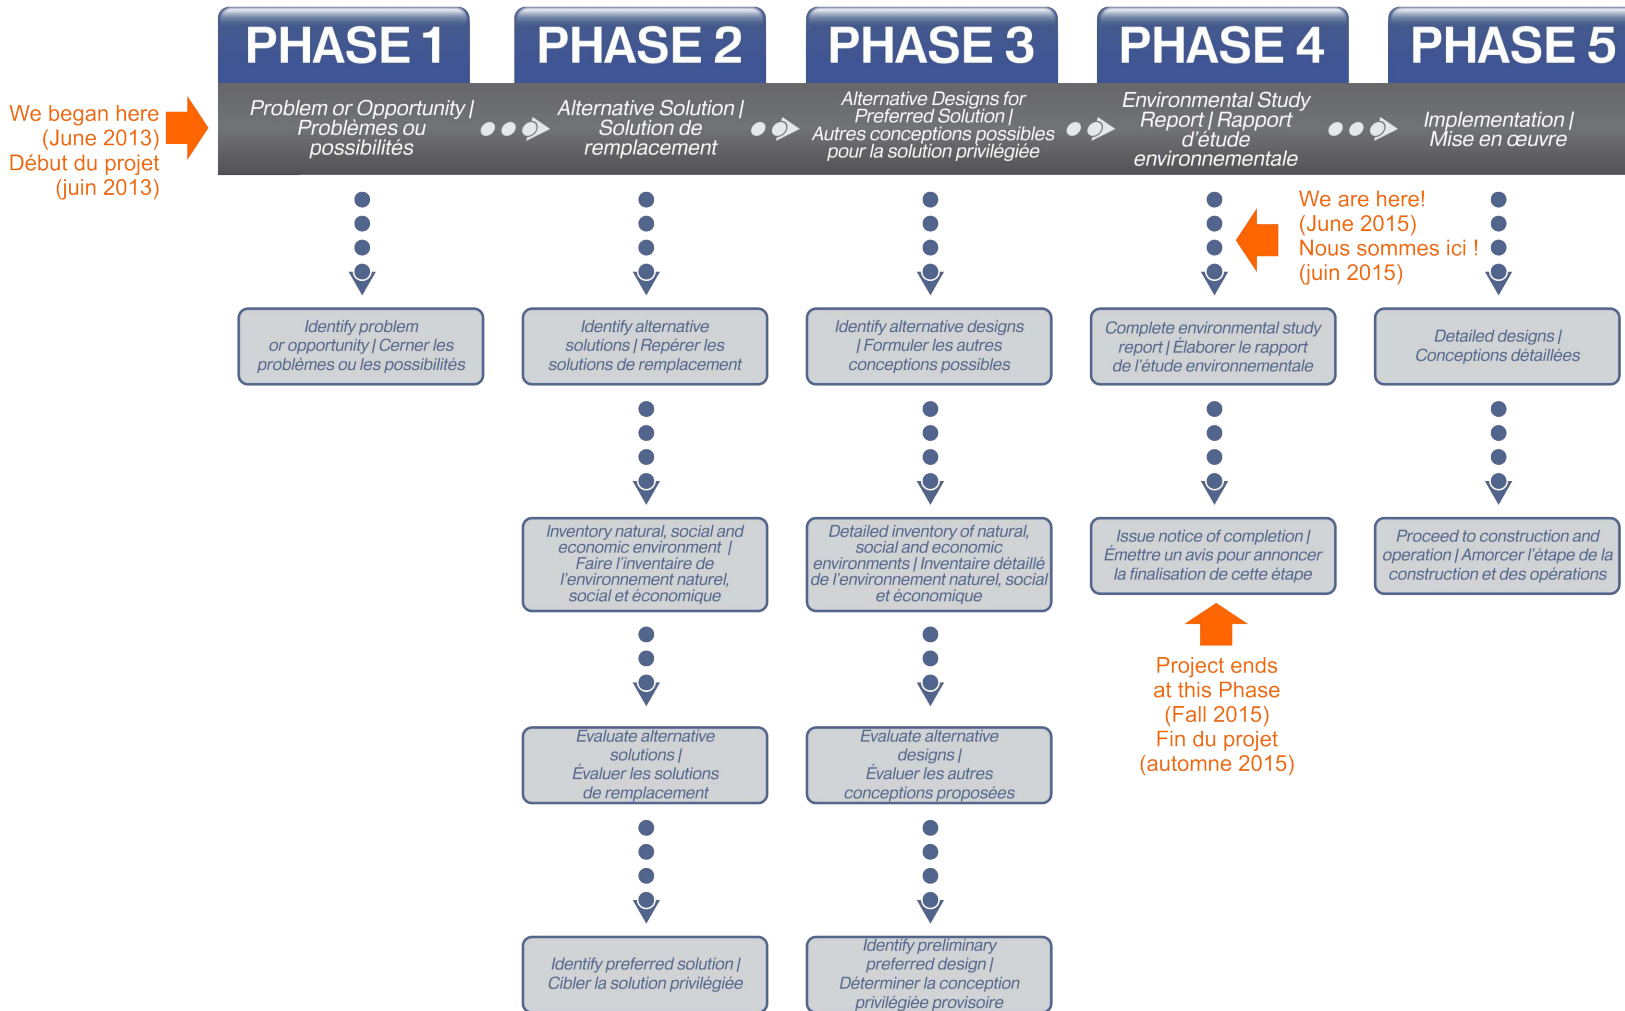 PHASE 1
PHASE 2
PHASE 3
PHASE 4
PHASE 5
We began here
(June 2013)
Début du projet
(juin 2013)
Problem or Opportunity |
Problèmes ou
possibilités
Alternative Solution |
Solution de
remplacement
Alternative Designs for
Preferred Solution |
Autres conceptions possibles
pour la solution privilégiée
Environmental Study
Report | Rapport
d'étude
environnementale
Implementation |
Mise en œuvre
We are here!
(June 2015)
Nous sommes ici !
(juin 2015)
Identify problem
or opportunity | Cerner les
problèmes ou les possibilités
Identify alternative
solutions | Repérer les
solutions de remplacement
Identify alternative designs
| Formuler les autres
conceptions possibles
Complete environmental study
report | Élaborer le rapport
de l'étude environnementale
Detailed designs |
Conceptions détaillées
Inventory natural, social and
economic environment |
Faire l'inventaire de
l'environnement naturel,
social et économique
Detailed inventory of natural,
social and economic
environments | Inventaire détaillé
de l'environnement naturel, social
et économique
Issue notice of completion |
Émettre un avis pour annoncer
la finalisation de cette étape
Proceed to construction and
operation | Amorcer l'étape de la
construction et des opérations
Project ends
at this Phase
(Fall 2015)
Fin du projet
(automne 2015)
Evaluate alternative
solutions |
Évaluer les solutions
de remplacement
Evaluate alternative
designs |
Évaluer les autres
conceptions proposées
Identify preferred solution |
Cibler la solution privilégiée
Identify preliminary
preferred design |
Déterminer la conception
privilégiée provisoire